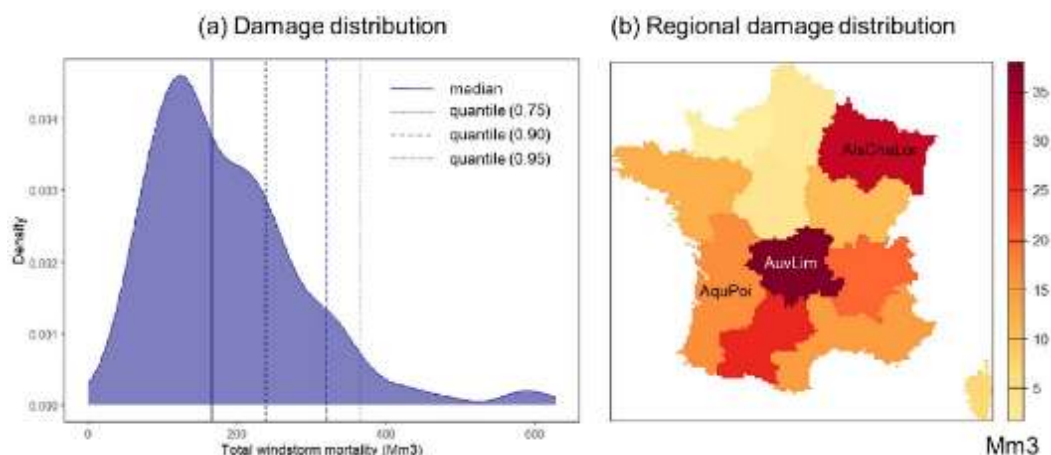 (a) Damage distribution
(b) Regional damage distribution
median
quantile (0.75)
quantile (0.90)
quantile (0.95)
0.004
0.003
0.002
0.001
0.000
Density
0
200
400
600
Total windstorm mortality (Mm3)
AlsChaLor
AuvLim
AquPoi
35
30
25
20
15
10
5
Mm3